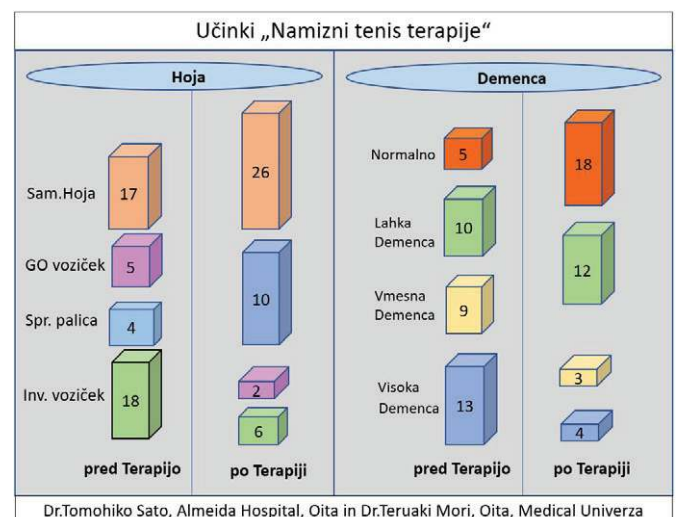 Učinki „Namizni tenis terapije“
Hoja
Sam.Hoja
17
26
GO voziček
5
10
Spr. palica
4
Inv. voziček
18
2
6
pred Terapijo
po Terapiji
Demenca
Normalno
5
18
Lahka
Demenca
10
12
Vmesna
Demenca
9
3
Visoka
Demenca
13
4
pred Terapijo
po Terapiji
Dr.Tomohiko Sato, Almeida Hospital, Oita in Dr.Teruaki Mori, Oita, Medical Univerza